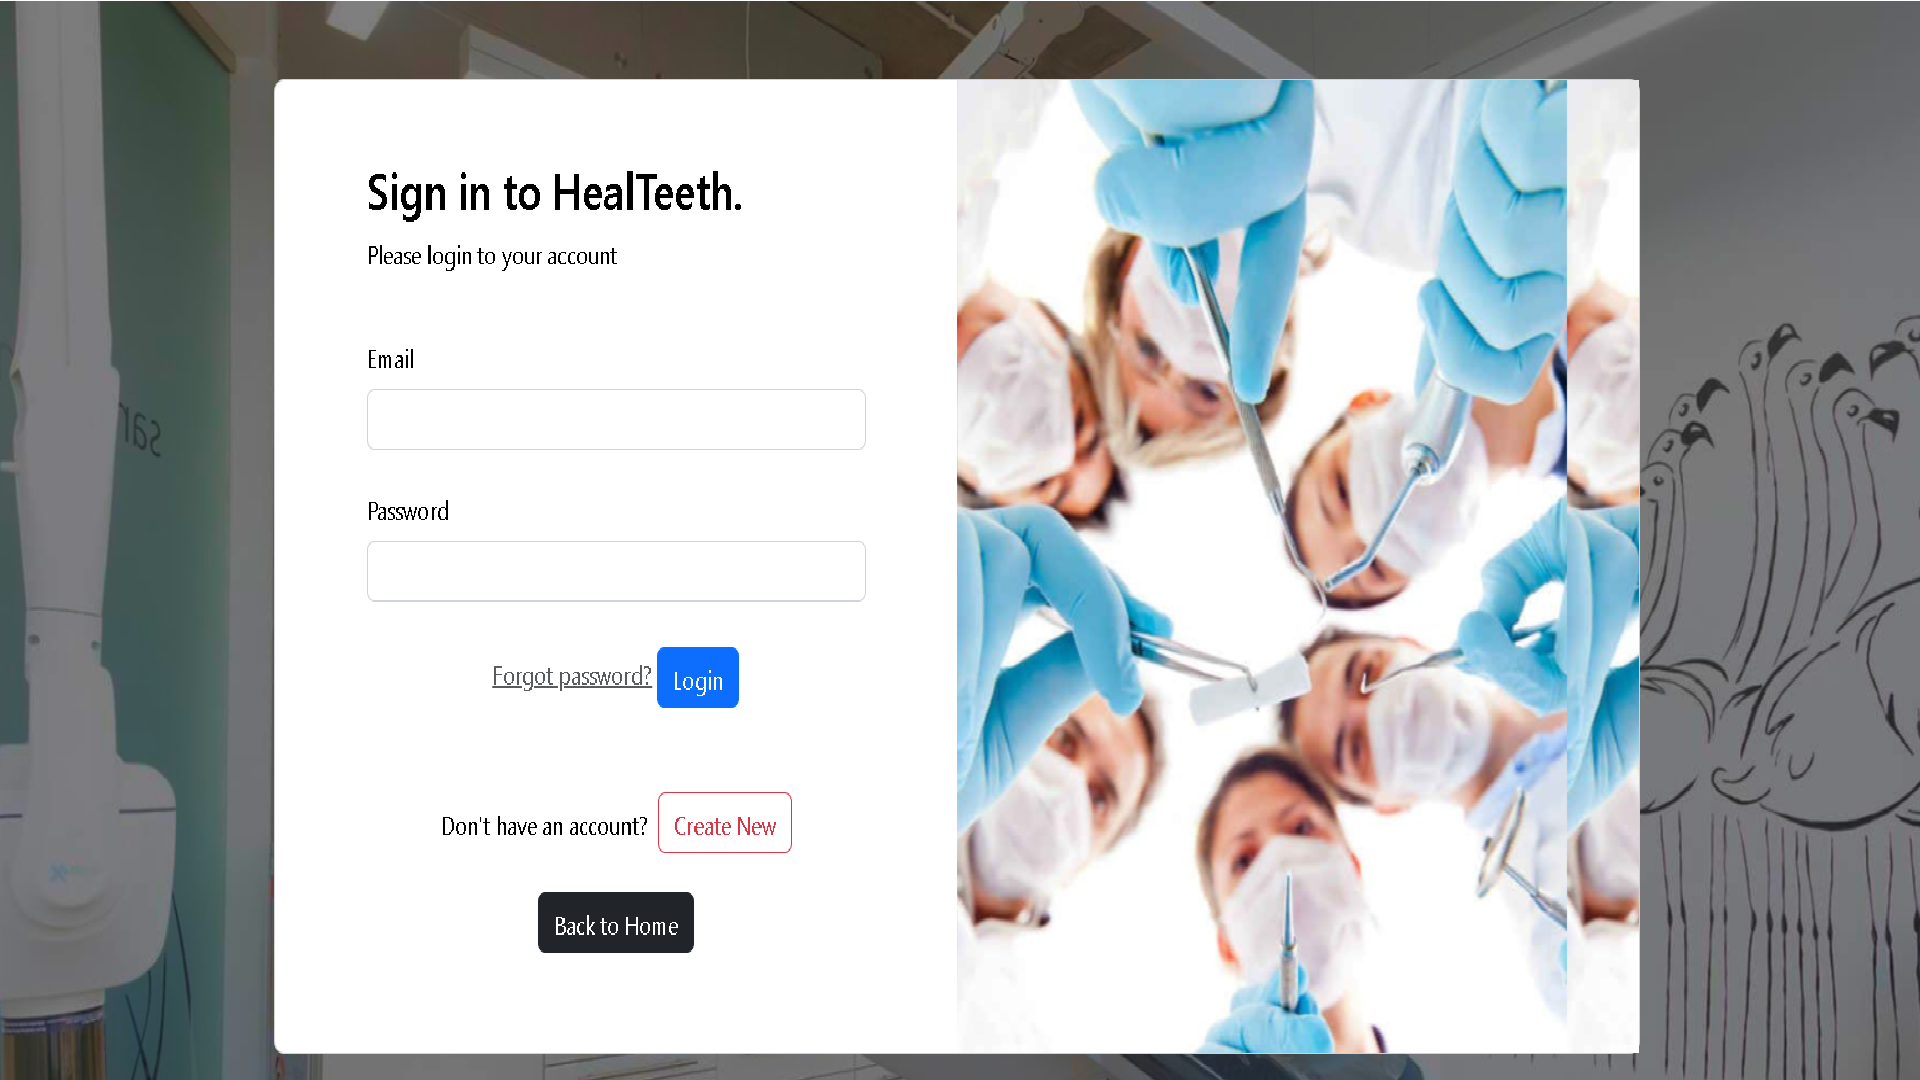 Sign in to HealTeeth.
Please login to your account
Email
Password
Forgot password? Login
Don't have an account? Create New
Back to Home